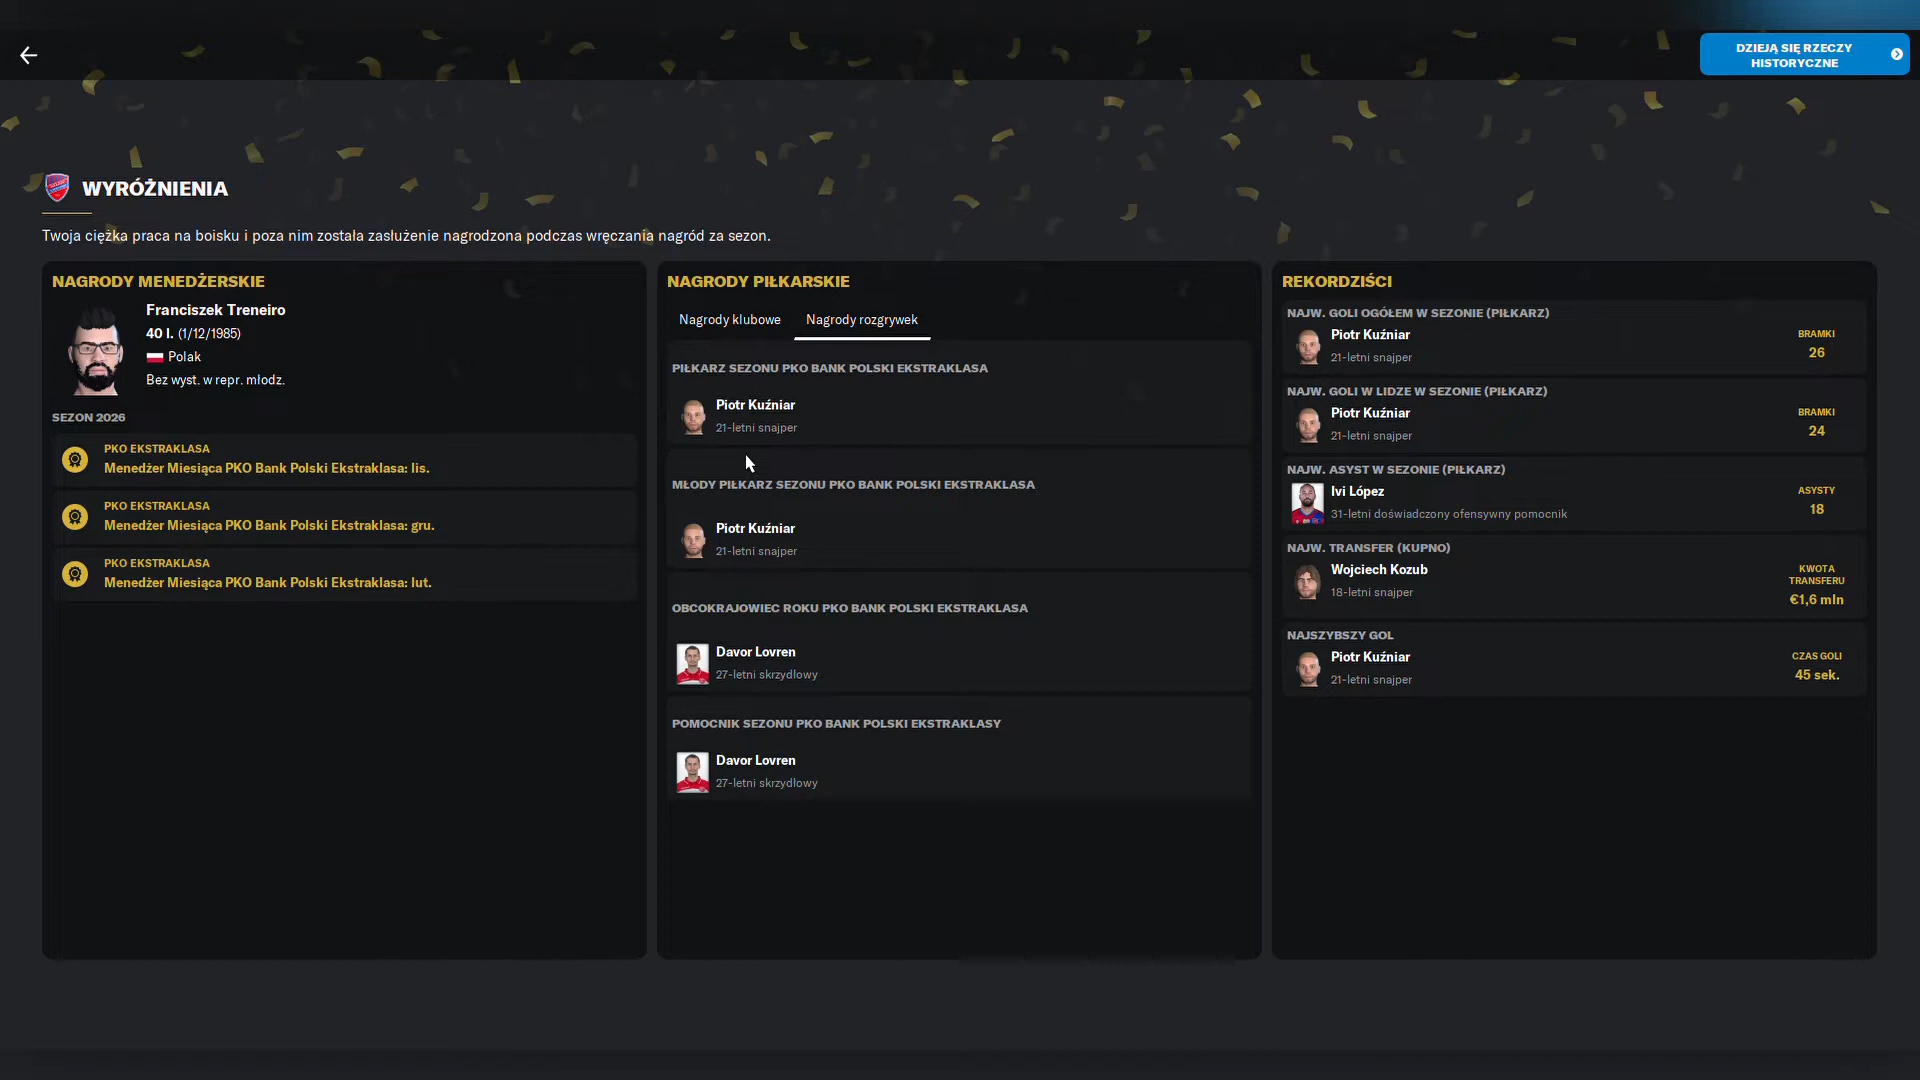 DZIEJĄ SIĘ RZECZY
HISTORYCZNE
WYRÓŻNIENIA
Twoja ciężka praca na boisku i poza nim została zasłużenie nagrodzona podczas wręczania nagród za sezon.
NAGRODY MENEDŻERSKIE
Franciszek Treneiro
40 l. (1/12/1985)
Polak
Bez wyst. w repr. młodz.
SEZON 2026
PKO EKSTRAKLASA
Menedżer Miesiąca PKO Bank Polski Ekstraklasa: lis.
PKO EKSTRAKLASA
Menedżer Miesiąca PKO Bank Polski Ekstraklasa: gru.
PKO EKSTRAKLASA
Menedżer Miesiąca PKO Bank Polski Ekstraklasa: lut.
NAGRODY PIŁKARSKIE
Nagrody klubowe
Nagrody rozgrywek
PIŁKARZ SEZONU PKO BANK POLSKI EKSTRAKLASA
Piotr Kuźniar
21-letni snajper
MŁODY PIŁKARZ SEZONU PKO BANK POLSKI EKSTRAKLASA
Piotr Kuźniar
21-letni snajper
OBCOKRAJOWIEC ROKU PKO BANK POLSKI EKSTRAKLASA
Davor Lovren
27-letni skrzydłowy
POMOCNIK SEZONU PKO BANK POLSKI EKSTRAKLASY
Davor Lovren
27-letni skrzydłowy
REKORDZIŚCI
NAJW. GOLI OGÓŁEM W SEZONIE (PIŁKARZ)
Piotr Kuźniar
21-letni snajper
BRAMKI
26
NAJW. GOLI W LIDZE W SEZONIE (PIŁKARZ)
Piotr Kuźniar
21-letni snajper
BRAMKI
24
NAJW. ASYST W SEZONIE (PIŁKARZ)
Ivi López
31-letni doświadczony ofensywny pomocnik
ASYSTY
18
NAJW. TRANSFER (KUPNO)
Wojciech Kozub
18-letni snajper
KWOTA
TRANSFERU
€1,6 mln
NAJSZYBSZY GOL
Piotr Kuźniar
21-letni snajper
CZAS GOLI
45 sek.